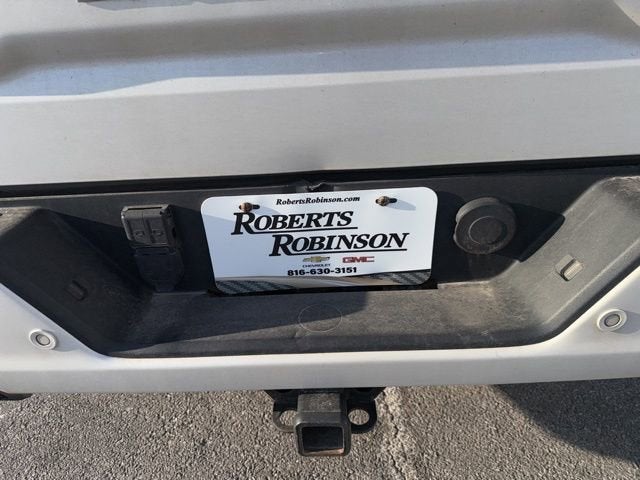 RobertsRobinson.com
ROBERTS
ROBINSON
CHEVROLET GMC
816-630-3151